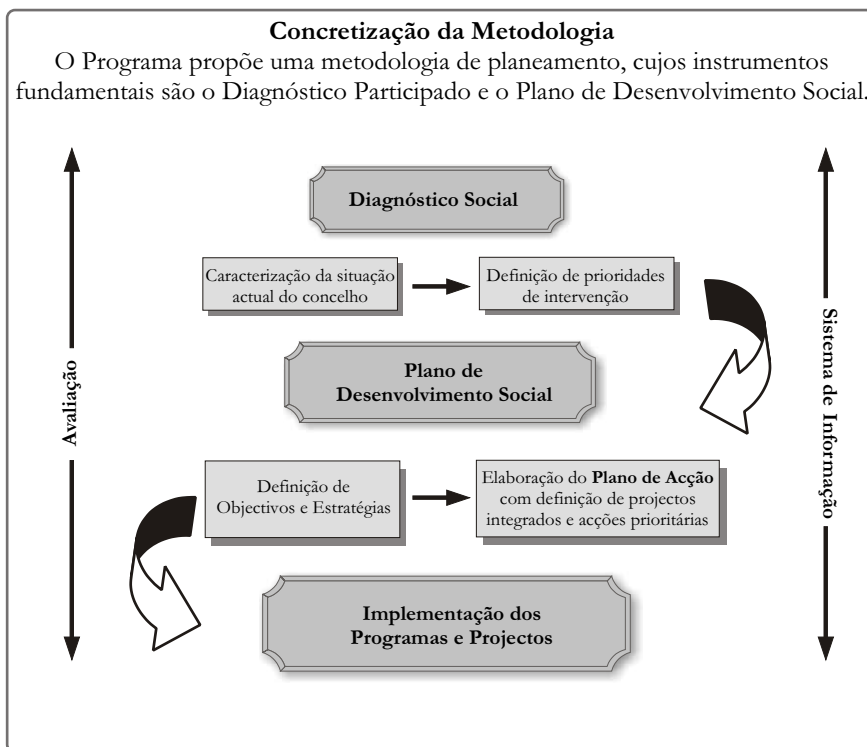 Concretização da Metodologia
O Programa propõe uma metodologia de planeamento, cujos instrumentos
fundamentais são o Diagnóstico Participado e o Plano de Desenvolvimento Social.
Diagnóstico Social
Caracterização da situação
actual do concelho
Definição de prioridades
de intervenção
Avaliação
Plano de
Desenvolvimento Social
Sistema de Informação
Definição de
Objectivos e Estratégias
Elaboração do Plano de Acção
com definição de projectos
integrados e acções prioritárias
Implementação dos
Programas e Projectos